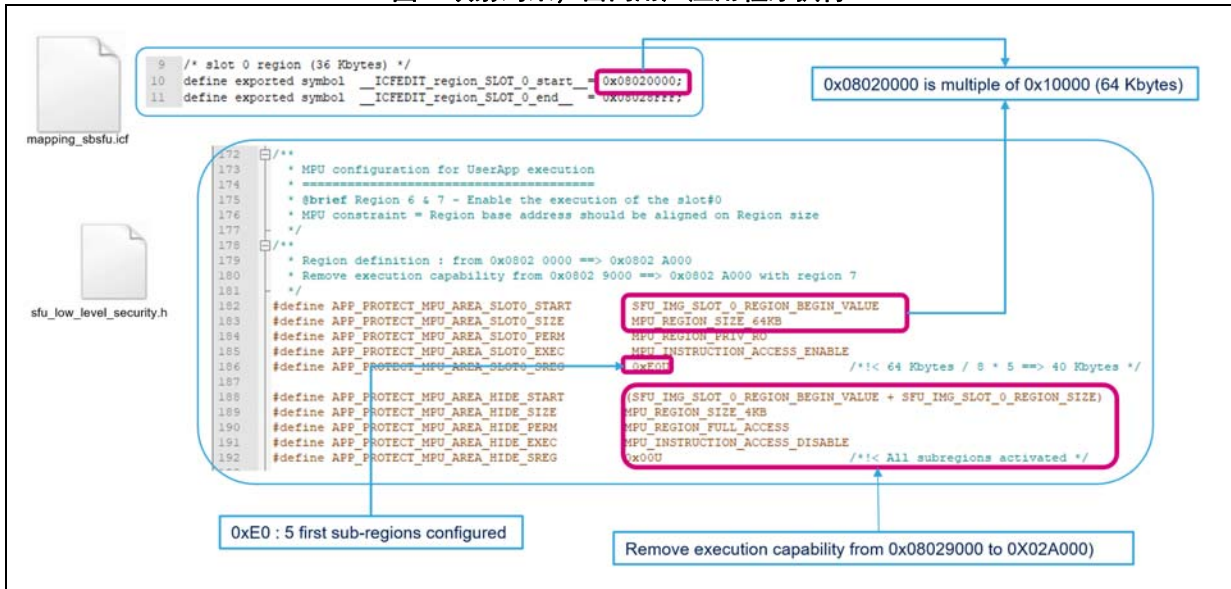 9 /* slot 0 region (36 Kbytes) */
10 define exported symbol __ICFEDIT_region_SLOT_0_start__= 0x08020000;
11 define exported symbol __ICFEDIT_region_SLOT_0_end__ = 0x08028FFF;
0x08020000 is multiple of 0x10000 (64 Kbytes)
mapping_sbsfu.icf
172 /**
173 * MPU configuration for UserApp execution
174 * ========================================
175 * @brief Region 6 & 7 - Enable the execution of the slot#0
176 * MPU constraint = Region base address should be aligned on Region size
177 */
178 /**
179 * Region definition : from 0x0802 0000 ==> 0x0802 A000
180 * Remove execution capability from 0x0802 9000 ==> 0x0802 A000 with region 7
181 */
182 #define APP_PROTECT_MPU_AREA_SLOT0_START SFU_IMG_SLOT_0_REGION_BEGIN_VALUE
183 #define APP_PROTECT_MPU_AREA_SLOT0_SIZE MPU_REGION_SIZE_64KB
184 #define APP_PROTECT_MPU_AREA_SLOT0_PERM MPU_REGION_PRIV_RO
185 #define APP_PROTECT_MPU_AREA_SLOT0_EXEC MPU_INSTRUCTION_ACCESS_ENABLE
186 #define APP_PROTECT_MPU_AREA_SLOT0_SREG 0xE0U /*!< 64 Kbytes / 8 * 5 ==> 40 Kbytes */
187
188 #define APP_PROTECT_MPU_AREA_HIDE_START (SFU_IMG_SLOT_0_REGION_BEGIN_VALUE + SFU_IMG_SLOT_0_REGION_SIZE)
189 #define APP_PROTECT_MPU_AREA_HIDE_SIZE MPU_REGION_SIZE_4KB
190 #define APP_PROTECT_MPU_AREA_HIDE_PERM MPU_REGION_FULL_ACCESS
191 #define APP_PROTECT_MPU_AREA_HIDE_EXEC MPU_INSTRUCTION_ACCESS_DISABLE
192 #define APP_PROTECT_MPU_AREA_HIDE_SREG 0x00U /*!< All subregions activated */
sfu_low_level_security.h
0xE0 : 5 first sub-regions configured
Remove execution capability from 0x08029000 to 0X02A000)